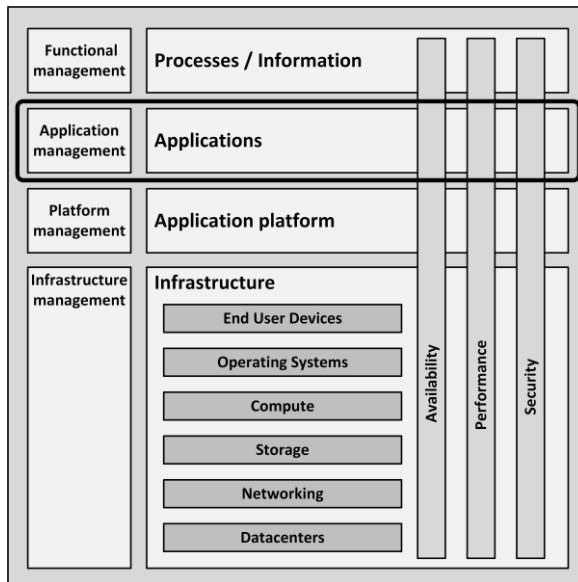 Functional
management
Processes / Information
Application
management
Applications
Platform
management
Application platform
Infrastructure
management
Infrastructure
End User Devices
Operating Systems
Compute
Storage
Networking
Datacenters
Availability
Performance
Security